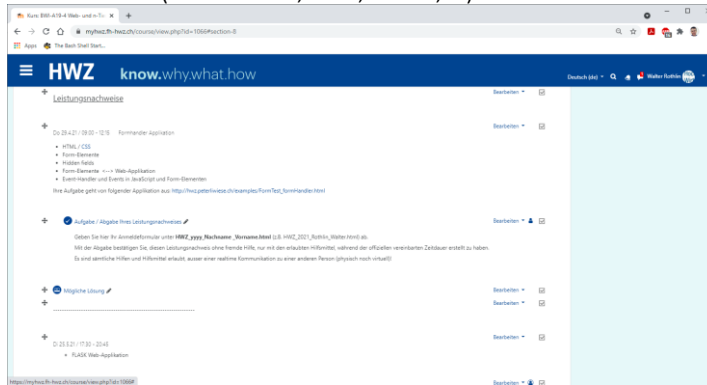 Kurs: BWI-A19-4 Web- und n-Tie
myhwz.fh-hwz.ch/course/view.php?id=1066#section-8
Apps The Bash Shell Start...
HWZ know.why.what.how Deutsch (de) Walter Rothlin
Leistungsnachweise Bearbeiten
Do 29.4.21 / 09:00 - 12:15 Formhandler Applikation Bearbeiten
HTML / CSS
Form-Elemente
Hidden fields
Form-Elemente <--> Web-Applikation
Event-Handler und Events in JavaScript und Form-Elementen
Ihre Aufgabe geht von folgender Applikation aus: http://hwz.peterliwiese.ch/examples/FormTest_formHandler.html
Aufgabe / Abgabe Ihres Leistungsnachweises Bearbeiten
Geben Sie hier Ihr Anmeldeformular unter HWZ_yyyy_Nachname_Vorname.html (z.B. HWZ_2021_Rothlin_Walter.html) ab.
Mit der Abgabe bestätigen Sie, diesen Leistungsnachweis ohne fremde Hilfe, nur mit den erlaubten Hilfsmittel, während der offiziellen vereinbarten Zeitdauer erstellt zu haben.
Es sind sämtliche Hilfen und Hilfsmittel erlaubt, ausser einer realtime Kommunikation zu einer anderen Person (physisch noch virtuell)!
Mögliche Lösung Bearbeiten
-------------------------------------------------------- Bearbeiten
Di 25.5.21 / 17:30 - 20:45 Bearbeiten
FLASK Web-Applikation
https://myhwz.fh-hwz.ch/course/view.php?id=1066# Bearbeiten